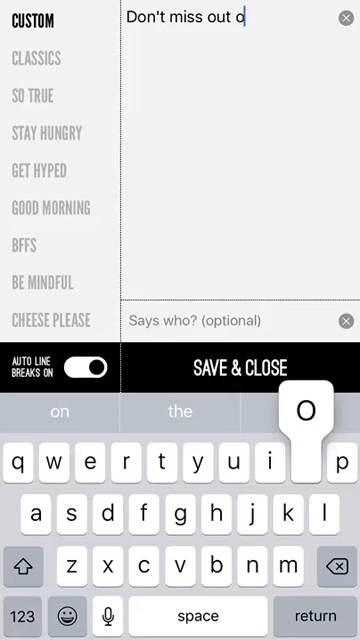 CUSTOM
Don't miss out o
CLASSICS
SO TRUE
STAY HUNGRY
GET HYPED
GOOD MORNING
BFFS
BE MINDFUL
CHEESE PLEASE
Says who? (optional)
AUTO LINE
BREAKS ON
SAVE & CLOSE
on the
O
q w e r t y u i p
a s d f g h j k l
z x c v b n m
123 space return